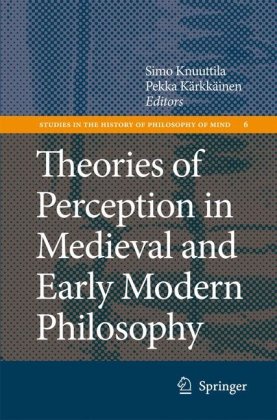 Simo Knuuttila
Pekka Kärkkäinen
Editors
STUDIES IN THE HISTORY OF PHILOSOPHY OF MIND 6
Theories of
Perception in
Medieval and
Early Modern
Philosophy
Springer